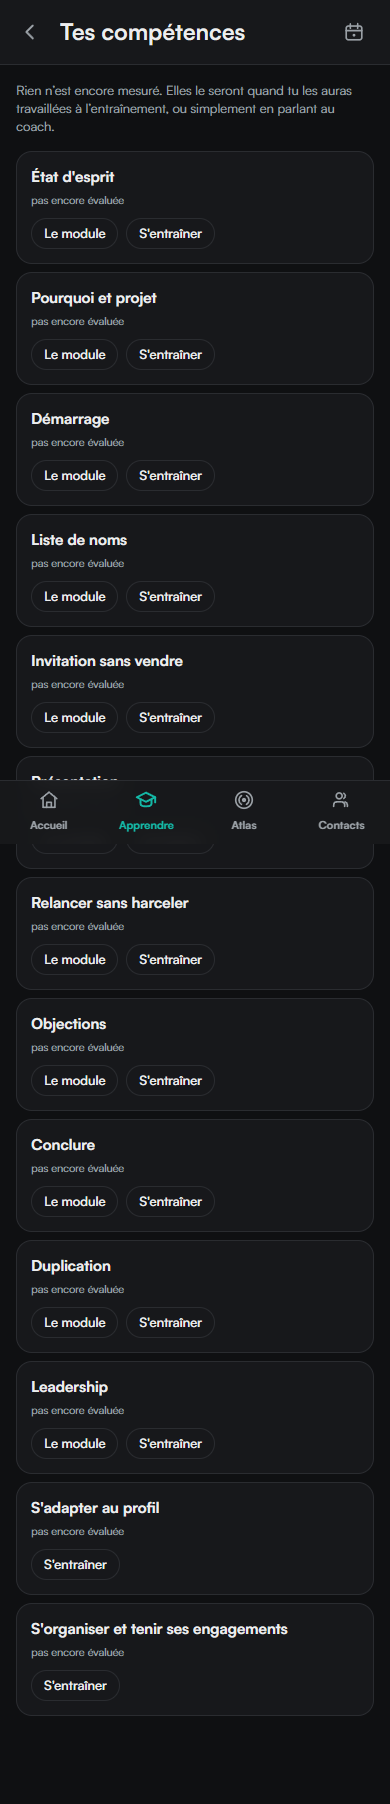 Tes compétences
Rien n'est encore mesuré. Elles le seront quand tu les auras
travaillées à l'entraînement, ou simplement en parlant au
coach.
État d'esprit
pas encore évaluée
Le module
S'entraîner
Pourquoi et projet
pas encore évaluée
Le module
S'entraîner
Démarrage
pas encore évaluée
Le module
S'entraîner
Liste de noms
pas encore évaluée
Le module
S'entraîner
Invitation sans vendre
pas encore évaluée
Le module
S'entraîner
Présentation
Accueil
Apprendre
Atlas
Contacts
Relancer sans harceler
pas encore évaluée
Le module
S'entraîner
Objections
pas encore évaluée
Le module
S'entraîner
Conclure
pas encore évaluée
Le module
S'entraîner
Duplication
pas encore évaluée
Le module
S'entraîner
Leadership
pas encore évaluée
Le module
S'entraîner
S'adapter au profil
pas encore évaluée
S'entraîner
S'organiser et tenir ses engagements
pas encore évaluée
S'entraîner